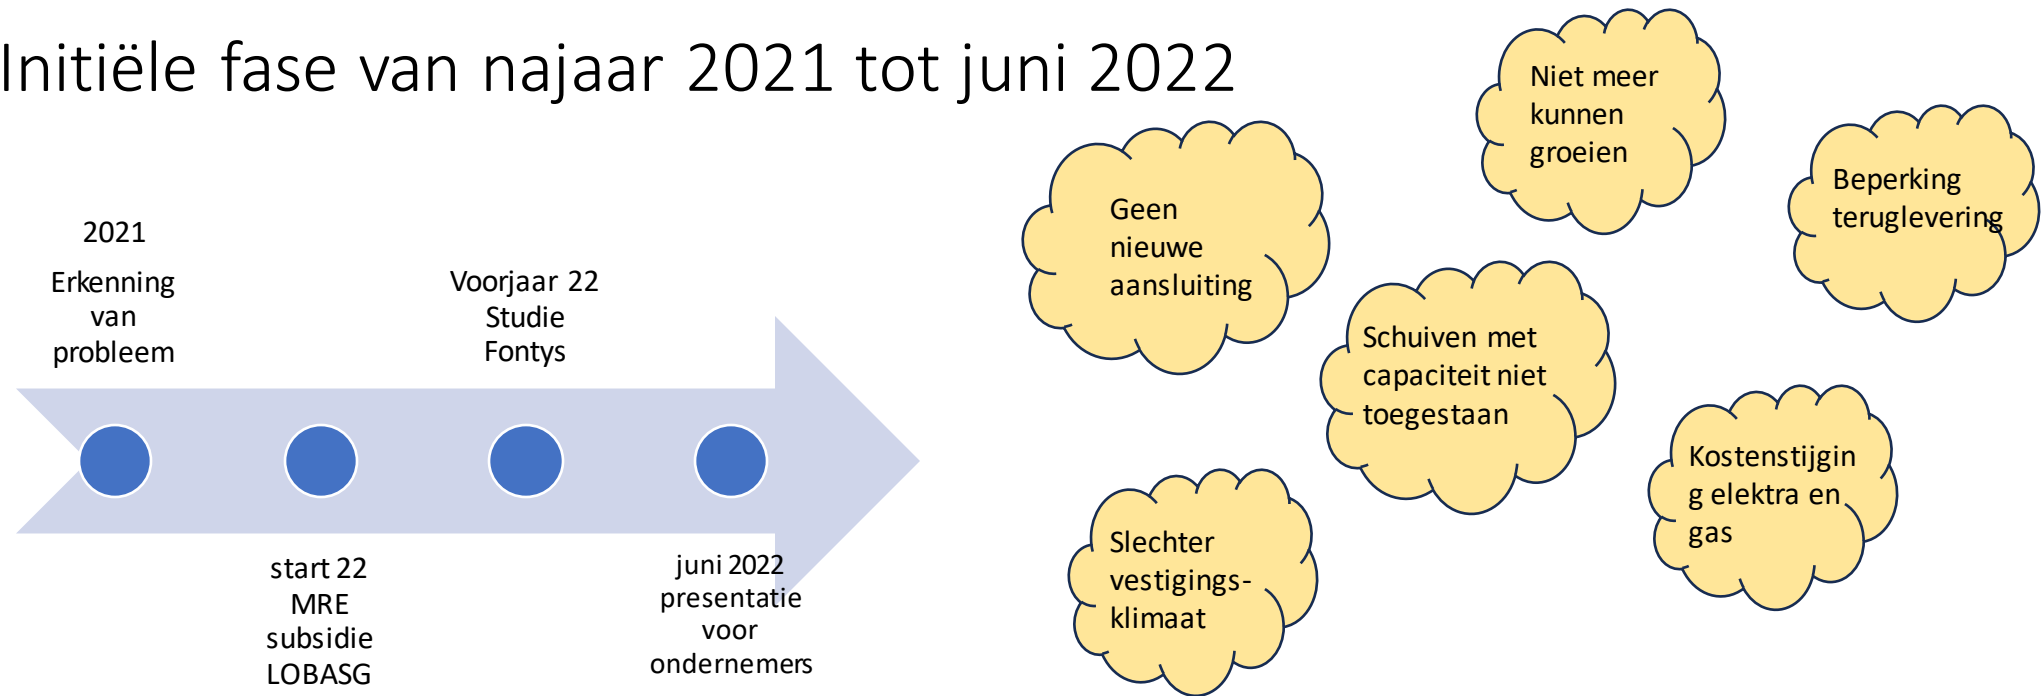 Initiële fase van najaar 2021 tot juni 2022
2021
Erkenning
van
probleem
start 22
MRE
subsidie
LOBASG
Voorjaar 22
Studie
Fontys
juni 2022
presentatie
voor
ondernemers
Geen
nieuwe
aansluiting
Niet meer
kunnen
groeien
Beperking
teruglevering
Schuiven met
capaciteit niet
toegestaan
Slechter
vestigings-
klimaat
Kostenstijgin
g elektra en
gas